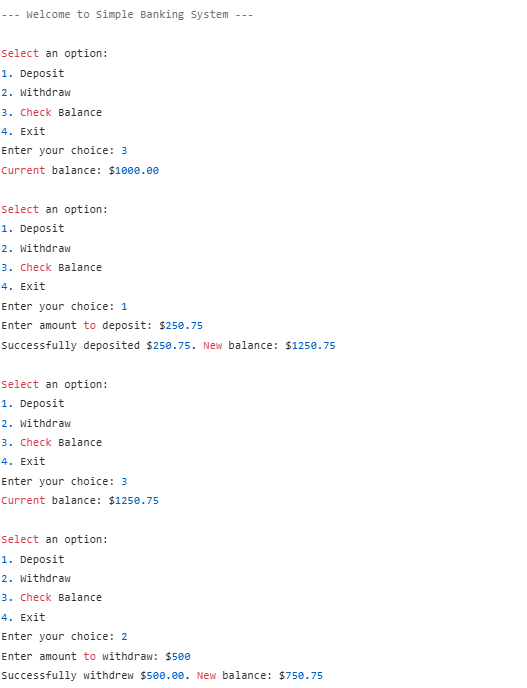 --- Welcome to Simple Banking System ---
Select an option:
1. Deposit
2. Withdraw
3. Check Balance
4. Exit
Enter your choice: 3
Current balance: $1000.00
Select an option:
1. Deposit
2. Withdraw
3. Check Balance
4. Exit
Enter your choice: 1
Enter amount to deposit: $250.75
Successfully deposited $250.75. New balance: $1250.75
Select an option:
1. Deposit
2. Withdraw
3. Check Balance
4. Exit
Enter your choice: 3
Current balance: $1250.75
Select an option:
1. Deposit
2. Withdraw
3. Check Balance
4. Exit
Enter your choice: 2
Enter amount to withdraw: $500
Successfully withdrew $500.00. New balance: $750.75